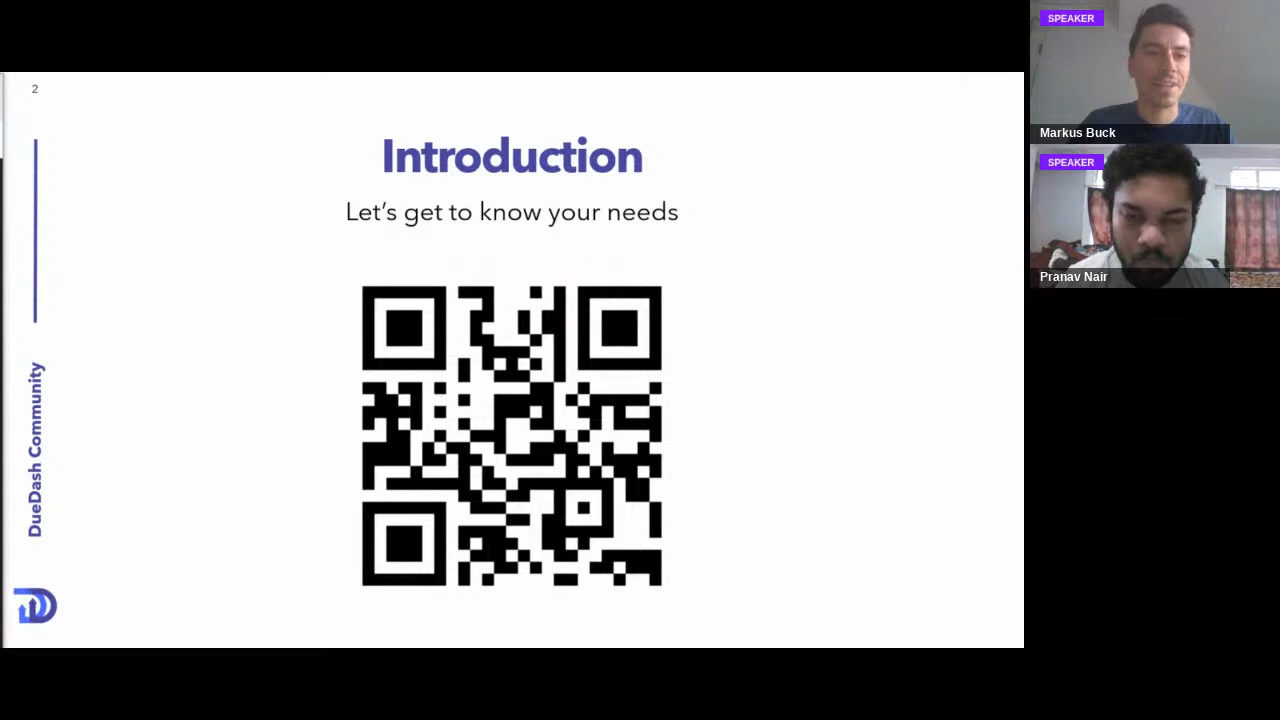 2
Introduction
Let's get to know your needs
DueDash Community
SPEAKER
Markus Buck
SPEAKER
Pranav Nair